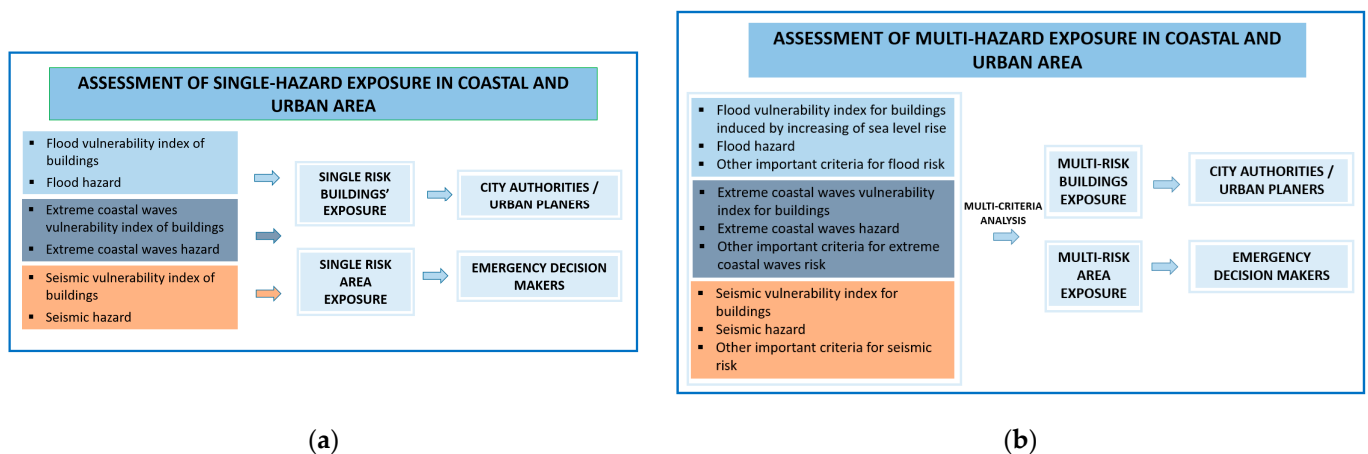 ASSESSMENT OF SINGLE-HAZARD EXPOSURE IN COASTAL AND
URBAN AREA
▪ Flood vulnerability index of
buildings
▪ Flood hazard
▪ Extreme coastal waves
vulnerability index of buildings
▪ Extreme coastal waves hazard
▪ Seismic vulnerability index of
buildings
▪ Seismic hazard
SINGLE RISK
BUILDINGS'
EXPOSURE
CITY AUTHORITIES /
URBAN PLANERS
SINGLE RISK
AREA
EXPOSURE
EMERGENCY DECISION
MAKERS
(a)
ASSESSMENT OF MULTI-HAZARD EXPOSURE IN COASTAL AND
URBAN AREA
▪ Flood vulnerability index for buildings
induced by increasing of sea level rise
▪ Flood hazard
▪ Other important criteria for flood risk
▪ Extreme coastal waves vulnerability
index for buildings
▪ Extreme coastal waves hazard
▪ Other important criteria for extreme
coastal waves risk
▪ Seismic vulnerability index for
buildings
▪ Seismic hazard
▪ Other important criteria for seismic
risk
MULTI-CRITERIA
ANALYSIS
MULTI-RISK
BUILDINGS
EXPOSURE
CITY AUTHORITIES /
URBAN PLANERS
MULTI-RISK
AREA
EXPOSURE
EMERGENCY
DECISION MAKERS
(b)